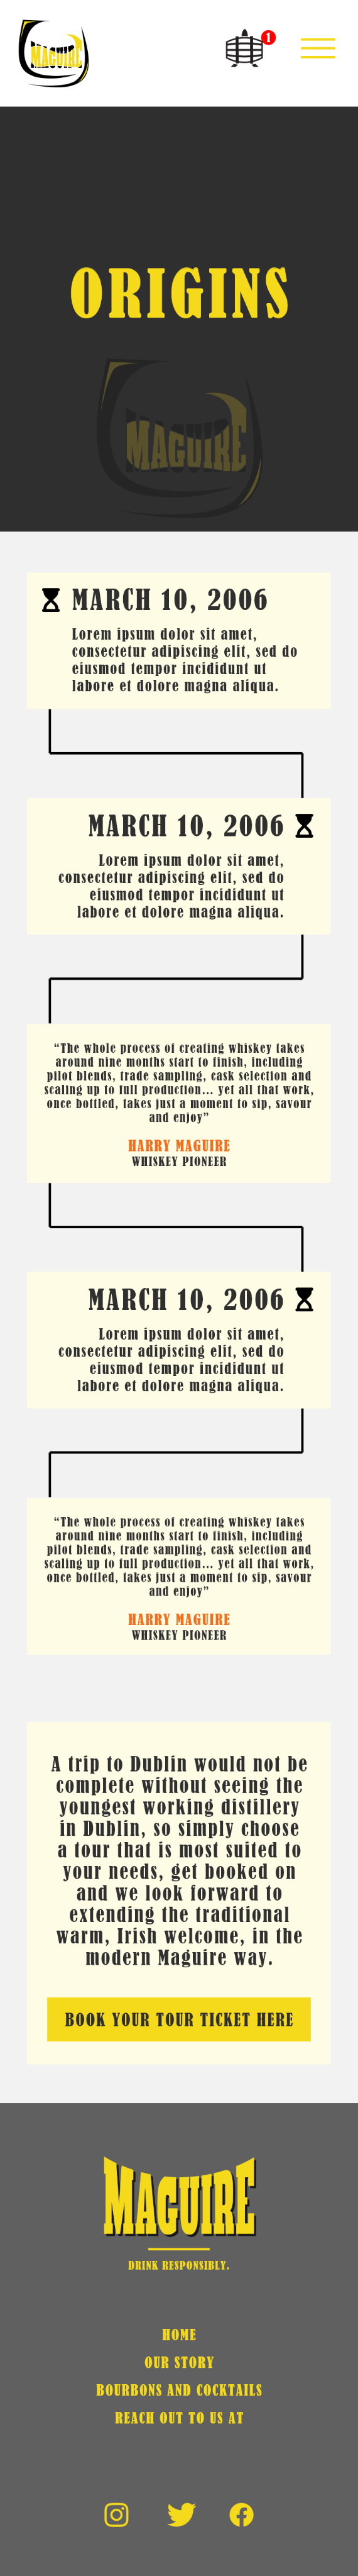 MAGUIRE
1
ORIGINS
MAGUIRE
MARCH 10, 2006
Lorem ipsum dolor sit amet,
consectetur adipiscing elit, sed do
eiusmod tempor incididunt ut
labore et dolore magna aliqua.
MARCH 10, 2006
Lorem ipsum dolor sit amet,
consectetur adipiscing elit, sed do
eiusmod tempor incididunt ut
labore et dolore magna aliqua.
“The whole process of creating whiskey takes
around nine months start to finish, including
pilot blends, trade sampling, cask selection and
scaling up to full production... yet all that work,
once bottled, takes just a moment to sip, savour
and enjoy”
HARRY MAGUIRE
WHISKEY PIONEER
MARCH 10, 2006
Lorem ipsum dolor sit amet,
consectetur adipiscing elit, sed do
eiusmod tempor incididunt ut
labore et dolore magna aliqua.
“The whole process of creating whiskey takes
around nine months start to finish, including
pilot blends, trade sampling, cask selection and
scaling up to full production... yet all that work,
once bottled, takes just a moment to sip, savour
and enjoy”
HARRY MAGUIRE
WHISKEY PIONEER
A trip to Dublin would not be
complete without seeing the
youngest working distillery
in Dublin, so simply choose
a tour that is most suited to
your needs, get booked on
and we look forward to
extending the traditional
warm, Irish welcome, in the
modern Maguire way.
BOOK YOUR TOUR TICKET HERE
MAGUIRE
DRINK RESPONSIBLY.
HOME
OUR STORY
BOURBONS AND COCKTAILS
REACH OUT TO US AT